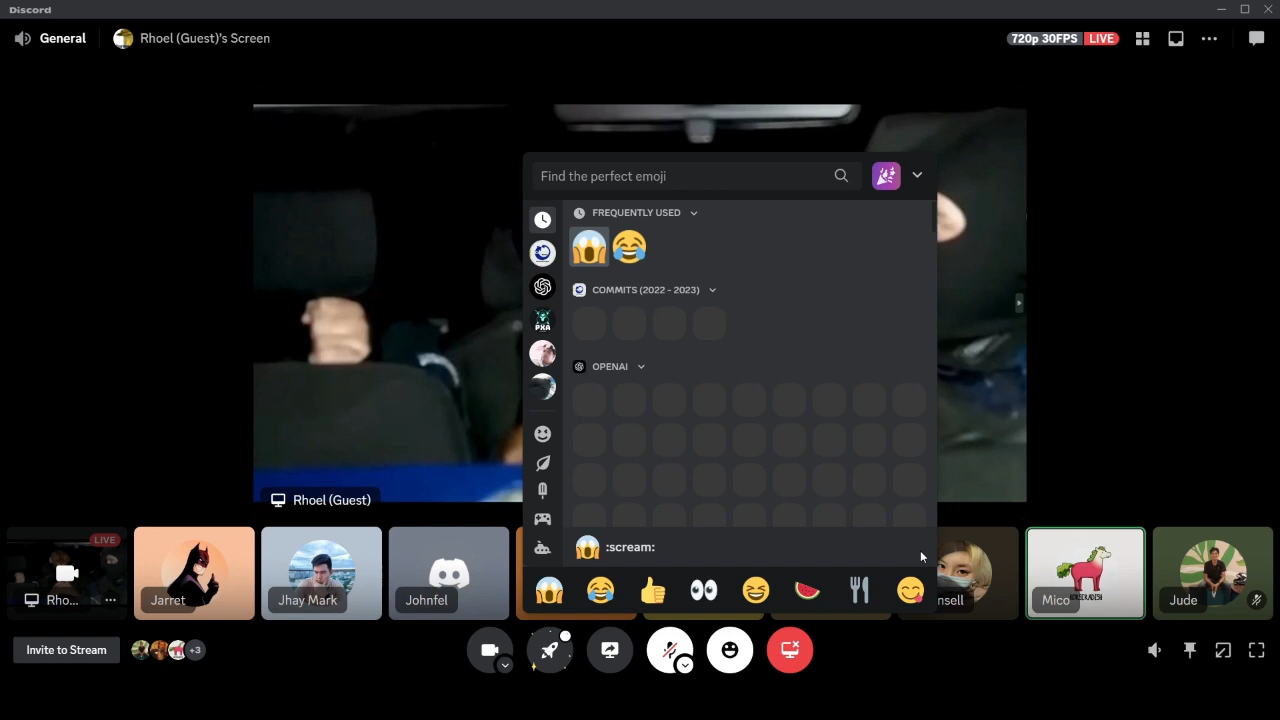 Discord
General
Rhoel (Guest)'s Screen
720p 30FPS
LIVE
Find the perfect emoji
FREQUENTLY USED
COMMITS (2022 - 2023)
PXA
OPENAI
Rhoel (Guest)
:scream:
LIVE
Rho...
Jarret
Jhay Mark
Johnfel
nsell
Mico
Jude
Invite to Stream
+3